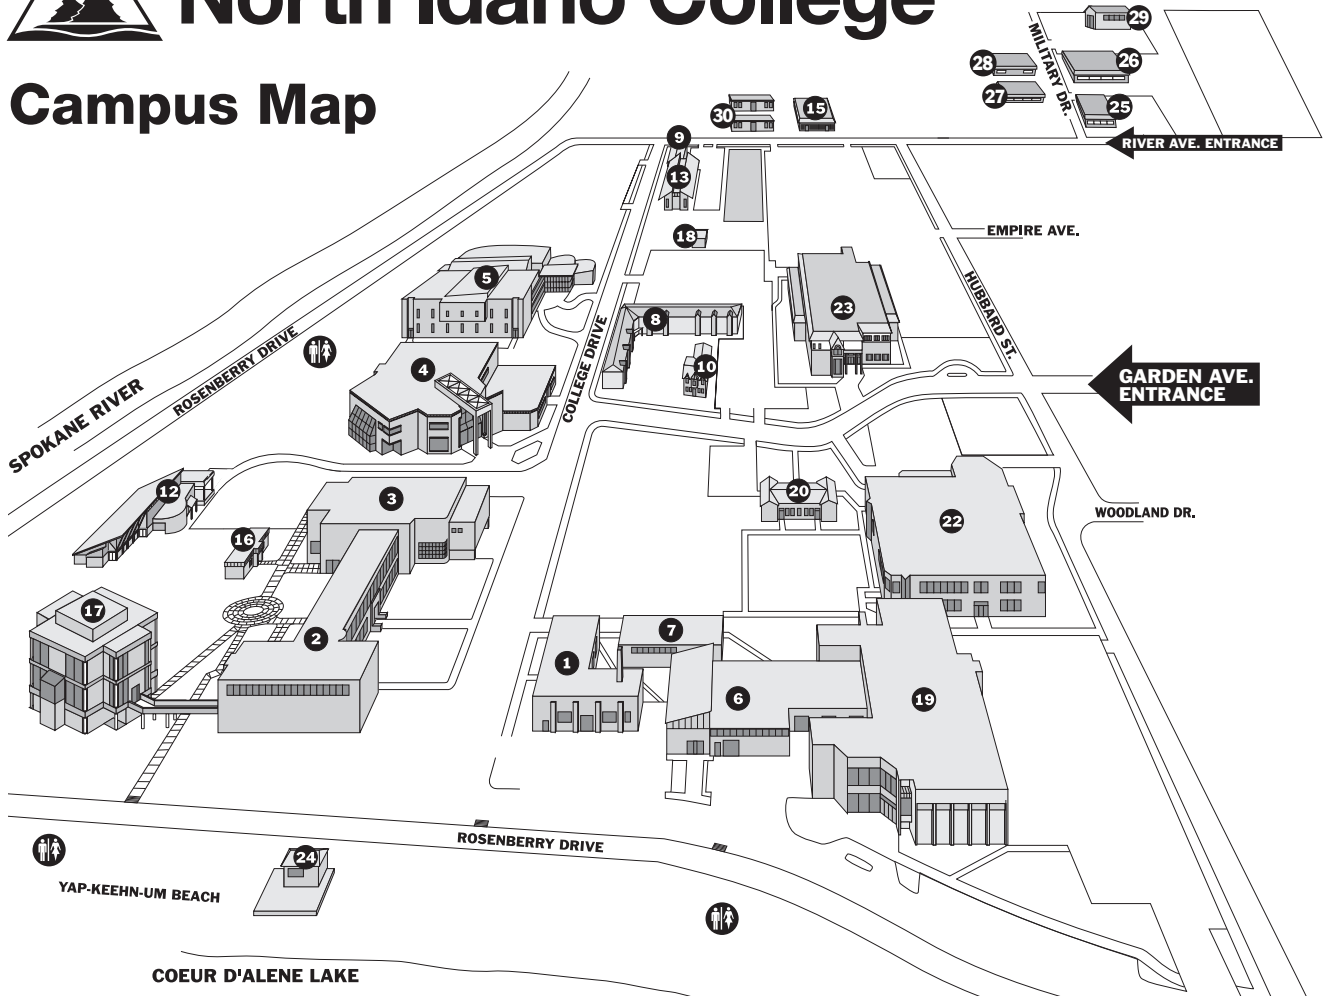 North Idaho College
Campus Map
29
MILITARY DR.
28
26
27
25
30
15
9
RIVER AVE. ENTRANCE
13
18
EMPIRE AVE.
5
HUBBARD ST.
23
8
ROSENBERRY DRIVE
COLLEGE DRIVE
4
10
GARDEN AVE.
ENTRANCE
SPOKANE RIVER
12
3
20
22
WOODLAND DR.
16
17
2
7
1
6
19
ROSENBERRY DRIVE
24
YAP-KEEHN-UM BEACH
COEUR D'ALENE LAKE